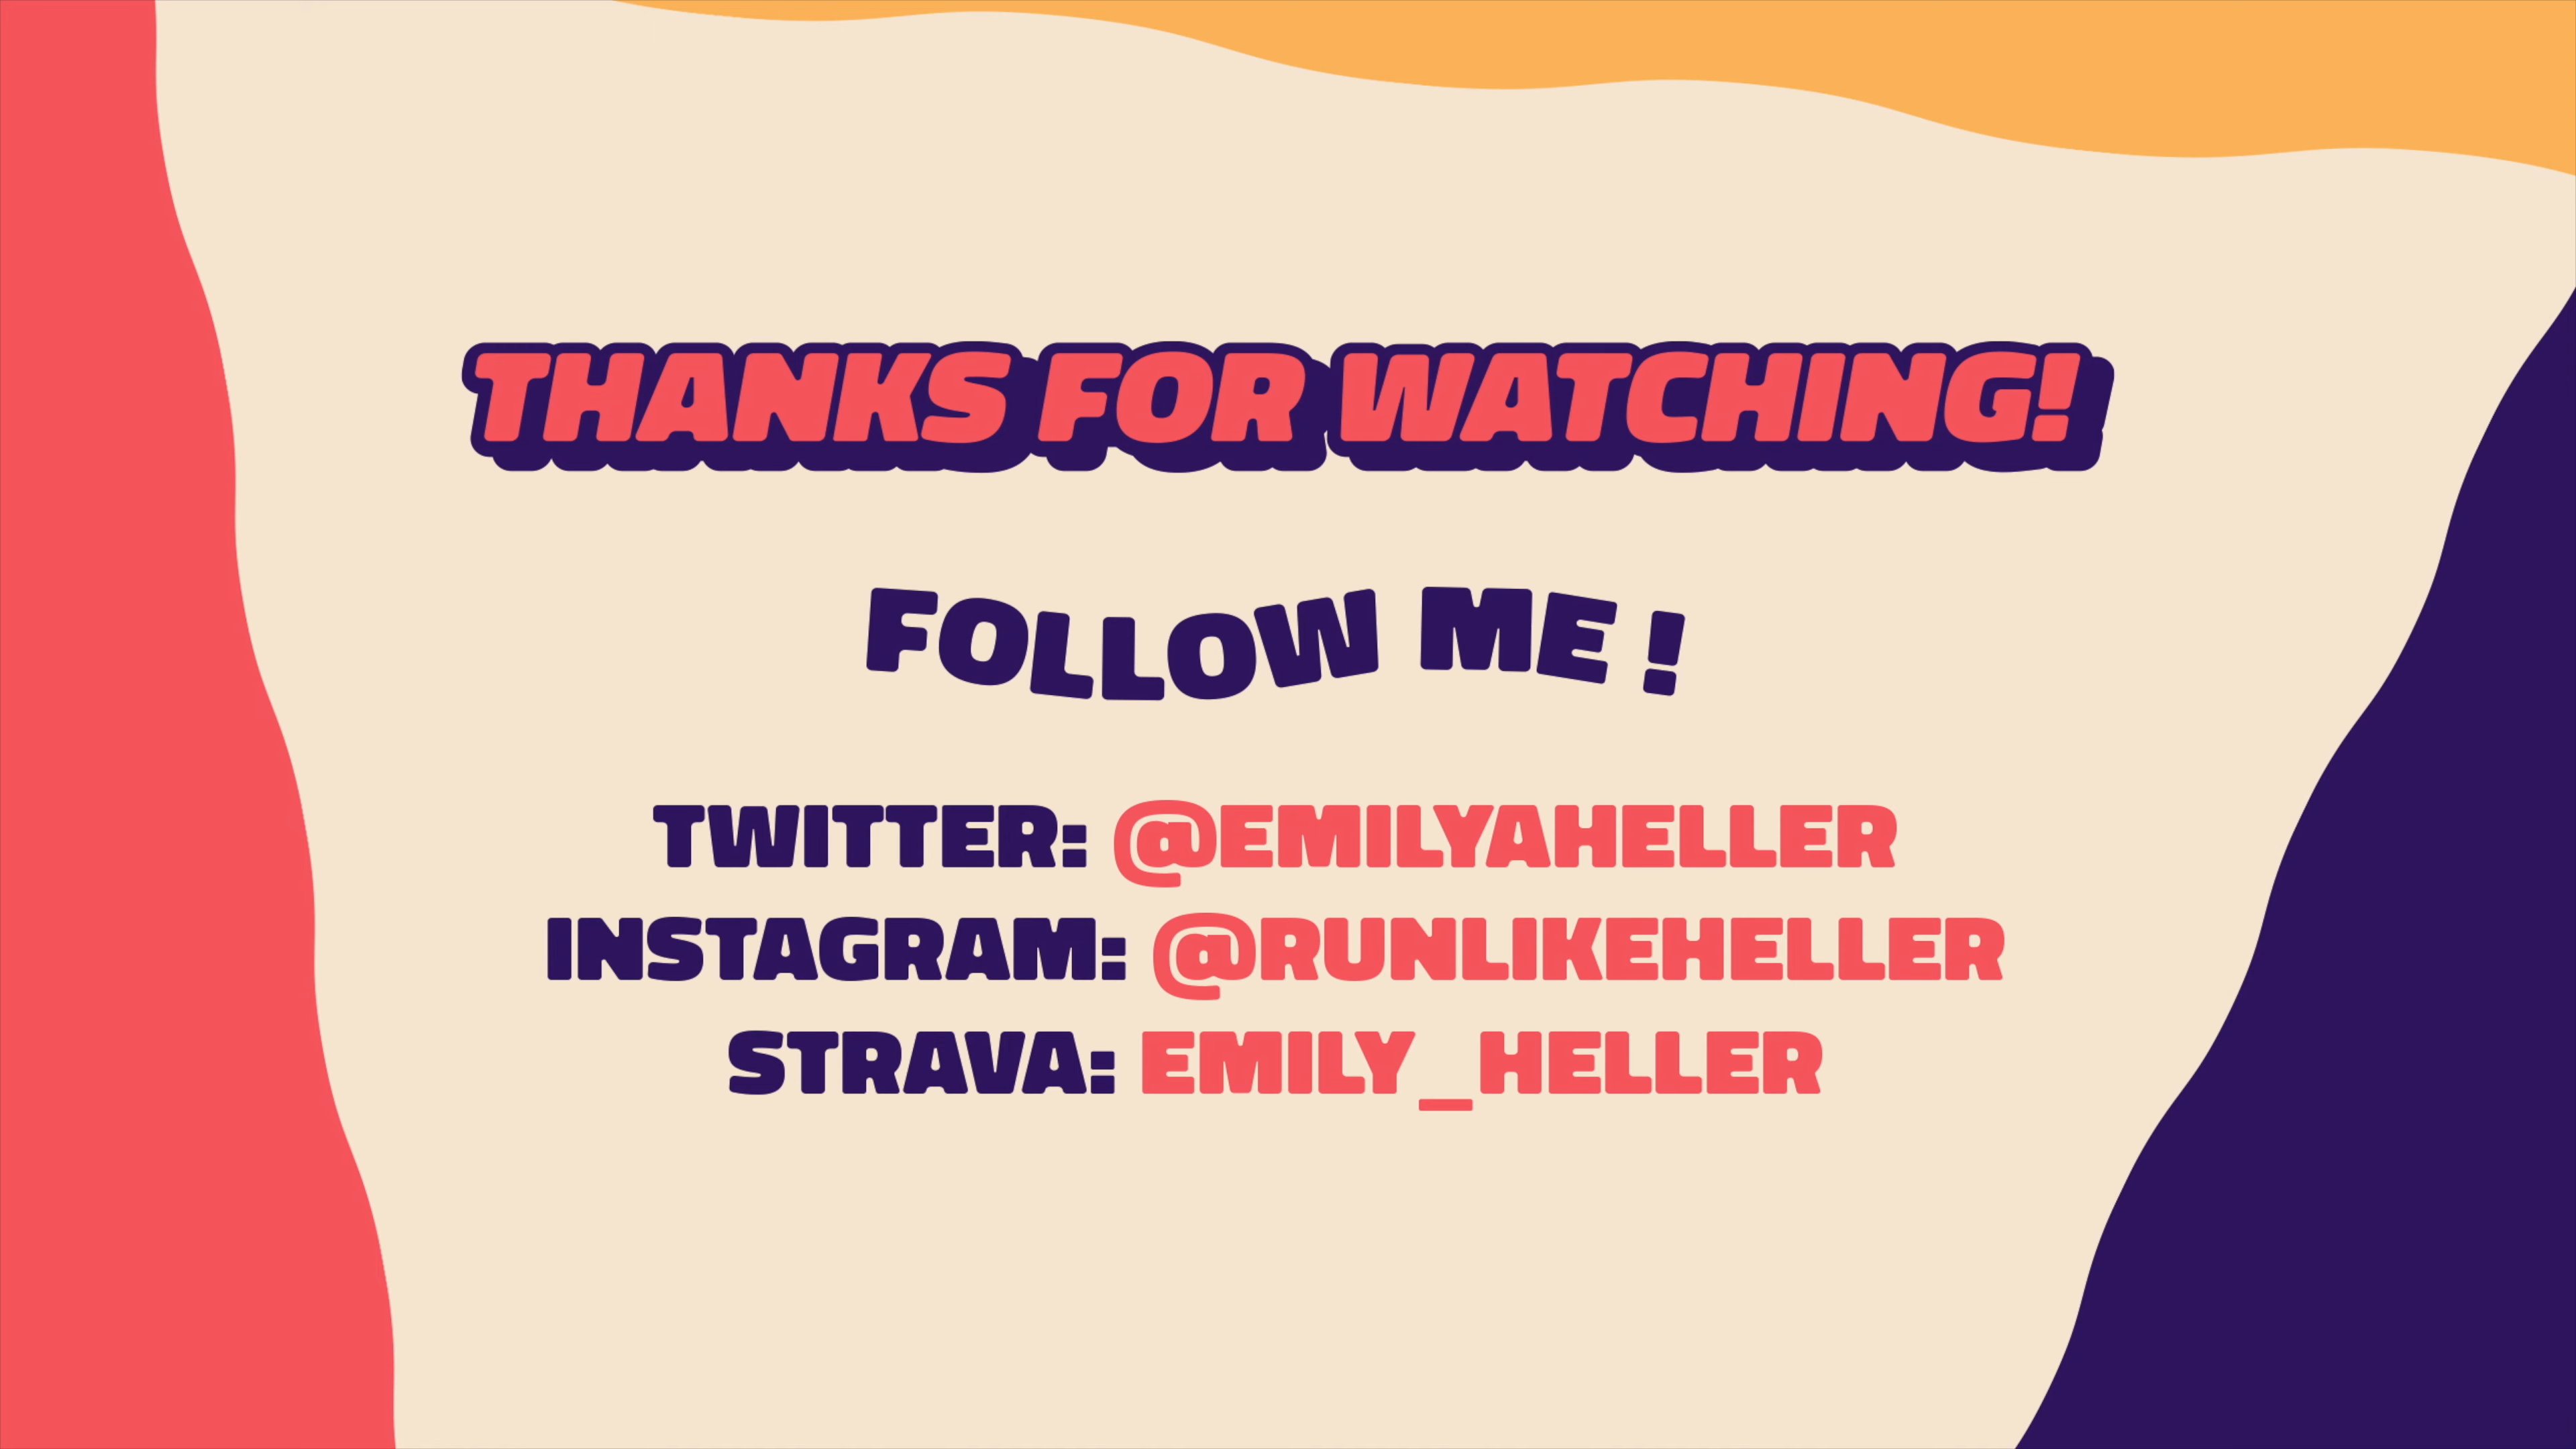 THANKS FOR WATCHING!
FOLLOW ME !
TWITTER: @EMILYAHELLER
INSTAGRAM: @RUNLIKEHELLER
STRAVA: EMILY_HELLER